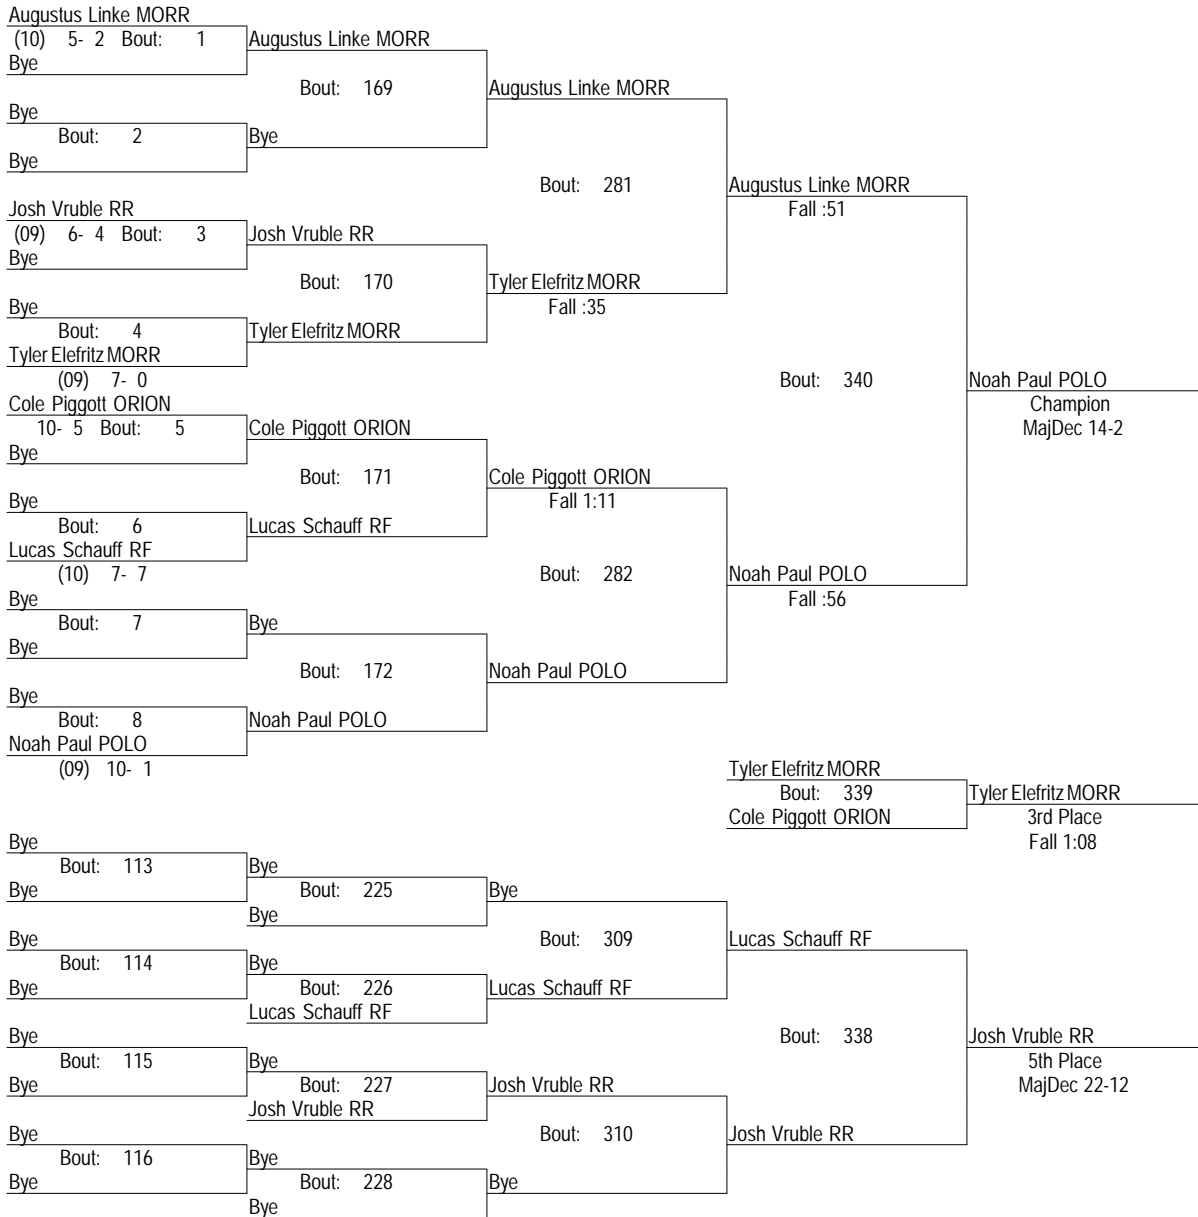 Augustus Linke MORR
(10) 5- 2 Bout: 1 Augustus Linke MORR
Bye
Bout: 169 Augustus Linke MORR
Bye
Bout: 2 Bye
Bye
Bout: 281 Augustus Linke MORR
Josh Vruble RR Fall :51
(09) 6- 4 Bout: 3 Josh Vruble RR
Bye
Bout: 170 Tyler Elefritz MORR
Bye Fall :35
Bout: 4 Tyler Elefritz MORR
Tyler Elefritz MORR
(09) 7- 0 Bout: 340 Noah Paul POLO
Cole Piggott ORION Champion
10- 5 Bout: 5 Cole Piggott ORION MajDec 14-2
Bye
Bout: 171 Cole Piggott ORION
Bye Fall 1:11
Bout: 6 Lucas Schauff RF
Lucas Schauff RF
(10) 7- 7 Bout: 282 Noah Paul POLO
Bye Fall :56
Bout: 7 Bye
Bye
Bout: 172 Noah Paul POLO
Bye
Bout: 8 Noah Paul POLO
Noah Paul POLO
(09) 10- 1 Tyler Elefritz MORR
Bout: 339 Tyler Elefritz MORR
Cole Piggott ORION 3rd Place
Bye Fall 1:08
Bout: 113 Bye
Bye Bout: 225 Bye
Bye
Bye Bout: 309 Lucas Schauff RF
Bout: 114 Bye
Bye Bout: 226 Lucas Schauff RF
Lucas Schauff RF
Bye Bout: 338 Josh Vruble RR
Bout: 115 Bye 5th Place
Bye Bout: 227 Josh Vruble RR MajDec 22-12
Josh Vruble RR
Bye Bout: 310 Josh Vruble RR
Bout: 116 Bye
Bye Bout: 228 Bye
Bye